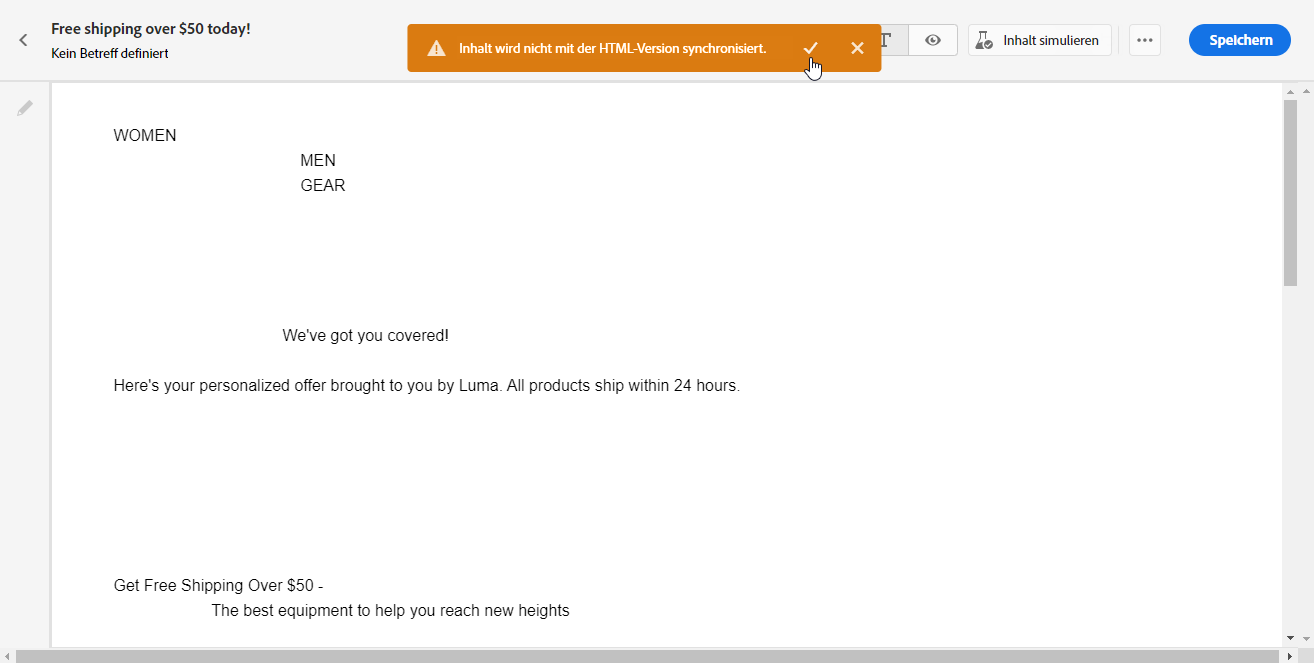 Free shipping over $50 today!
Kein Betreff definiert
Inhalt wird nicht mit der HTML-Version synchronisiert.
T
Inhalt simulieren
Speichern
WOMEN
MEN
GEAR
We've got you covered!
Here's your personalized offer brought to you by Luma. All products ship within 24 hours.
Get Free Shipping Over $50 -
The best equipment to help you reach new heights